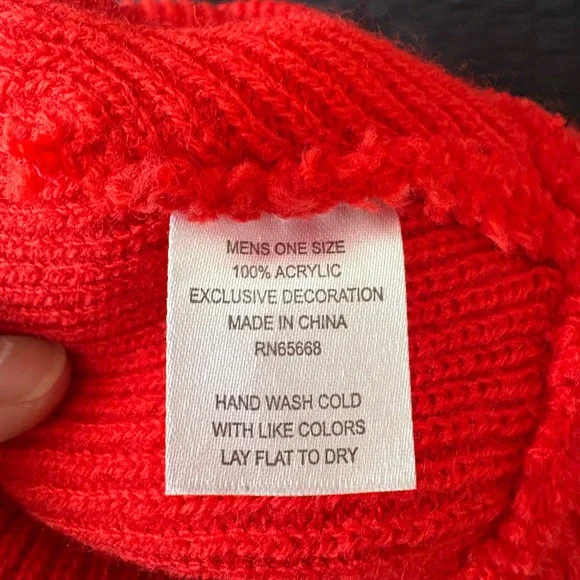 MENS ONE SIZE
100% ACRYLIC
EXCLUSIVE DECORATION
MADE IN CHINA
RN65668
HAND WASH COLD
WITH LIKE COLORS
LAY FLAT TO DRY